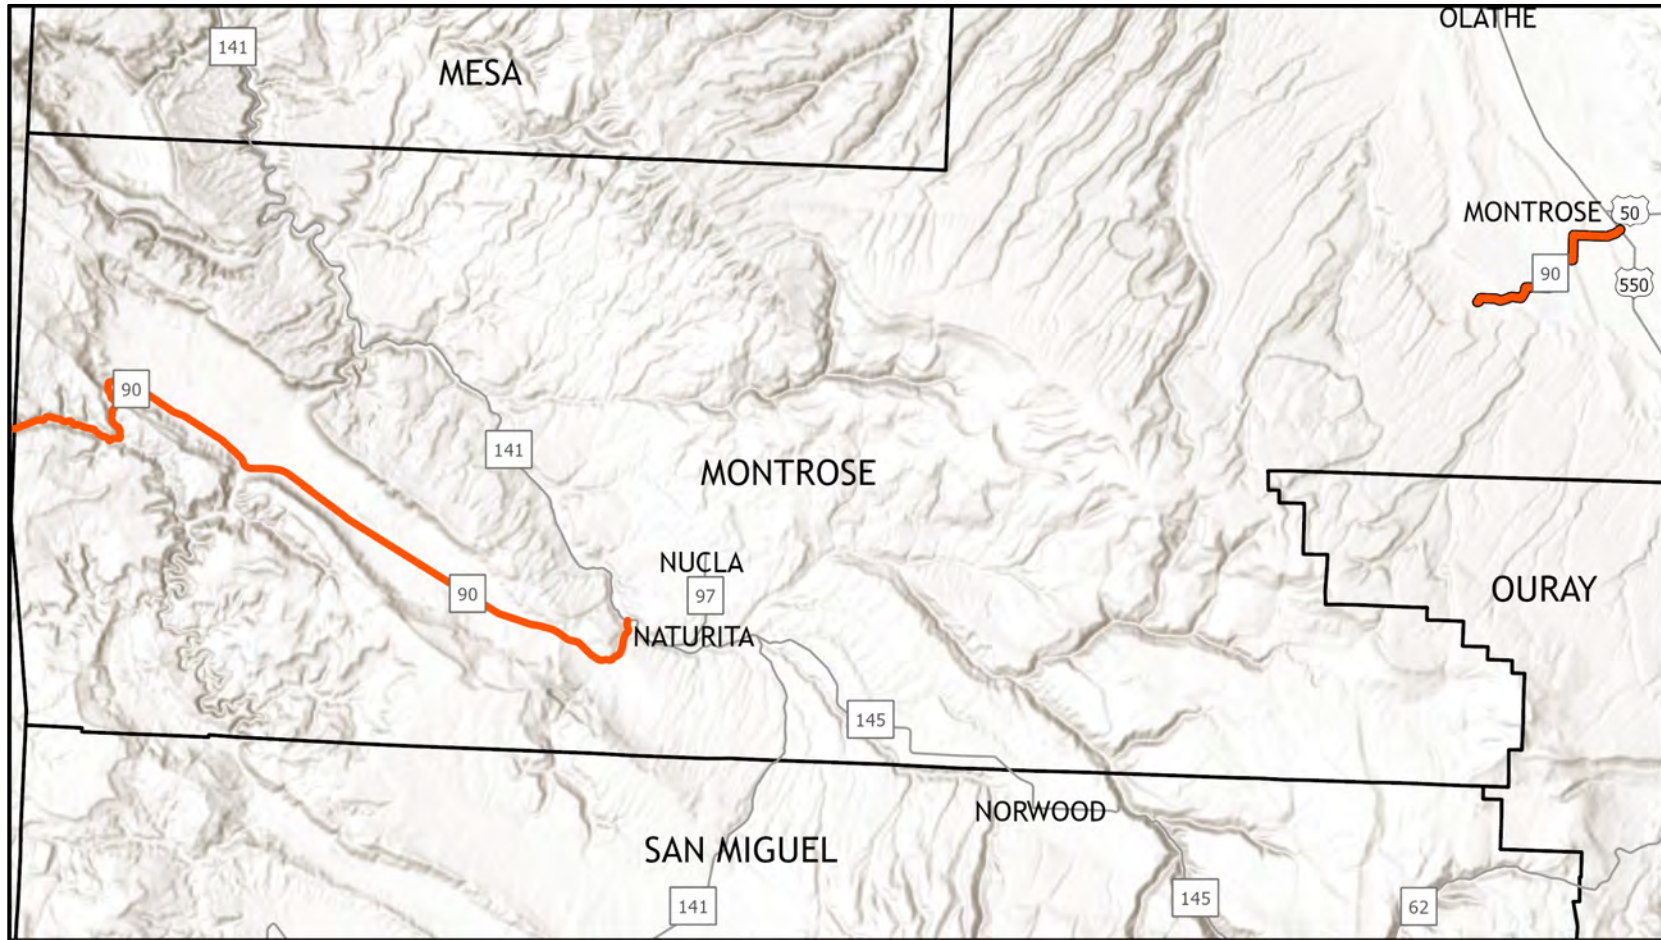 OLATHE
141
MESA
MONTROSE
50
90
550
90
141
MONTROSE
NUCLA
97
90
OURAY
NATURITA
145
NORWOOD
SAN MIGUEL
141
145
62